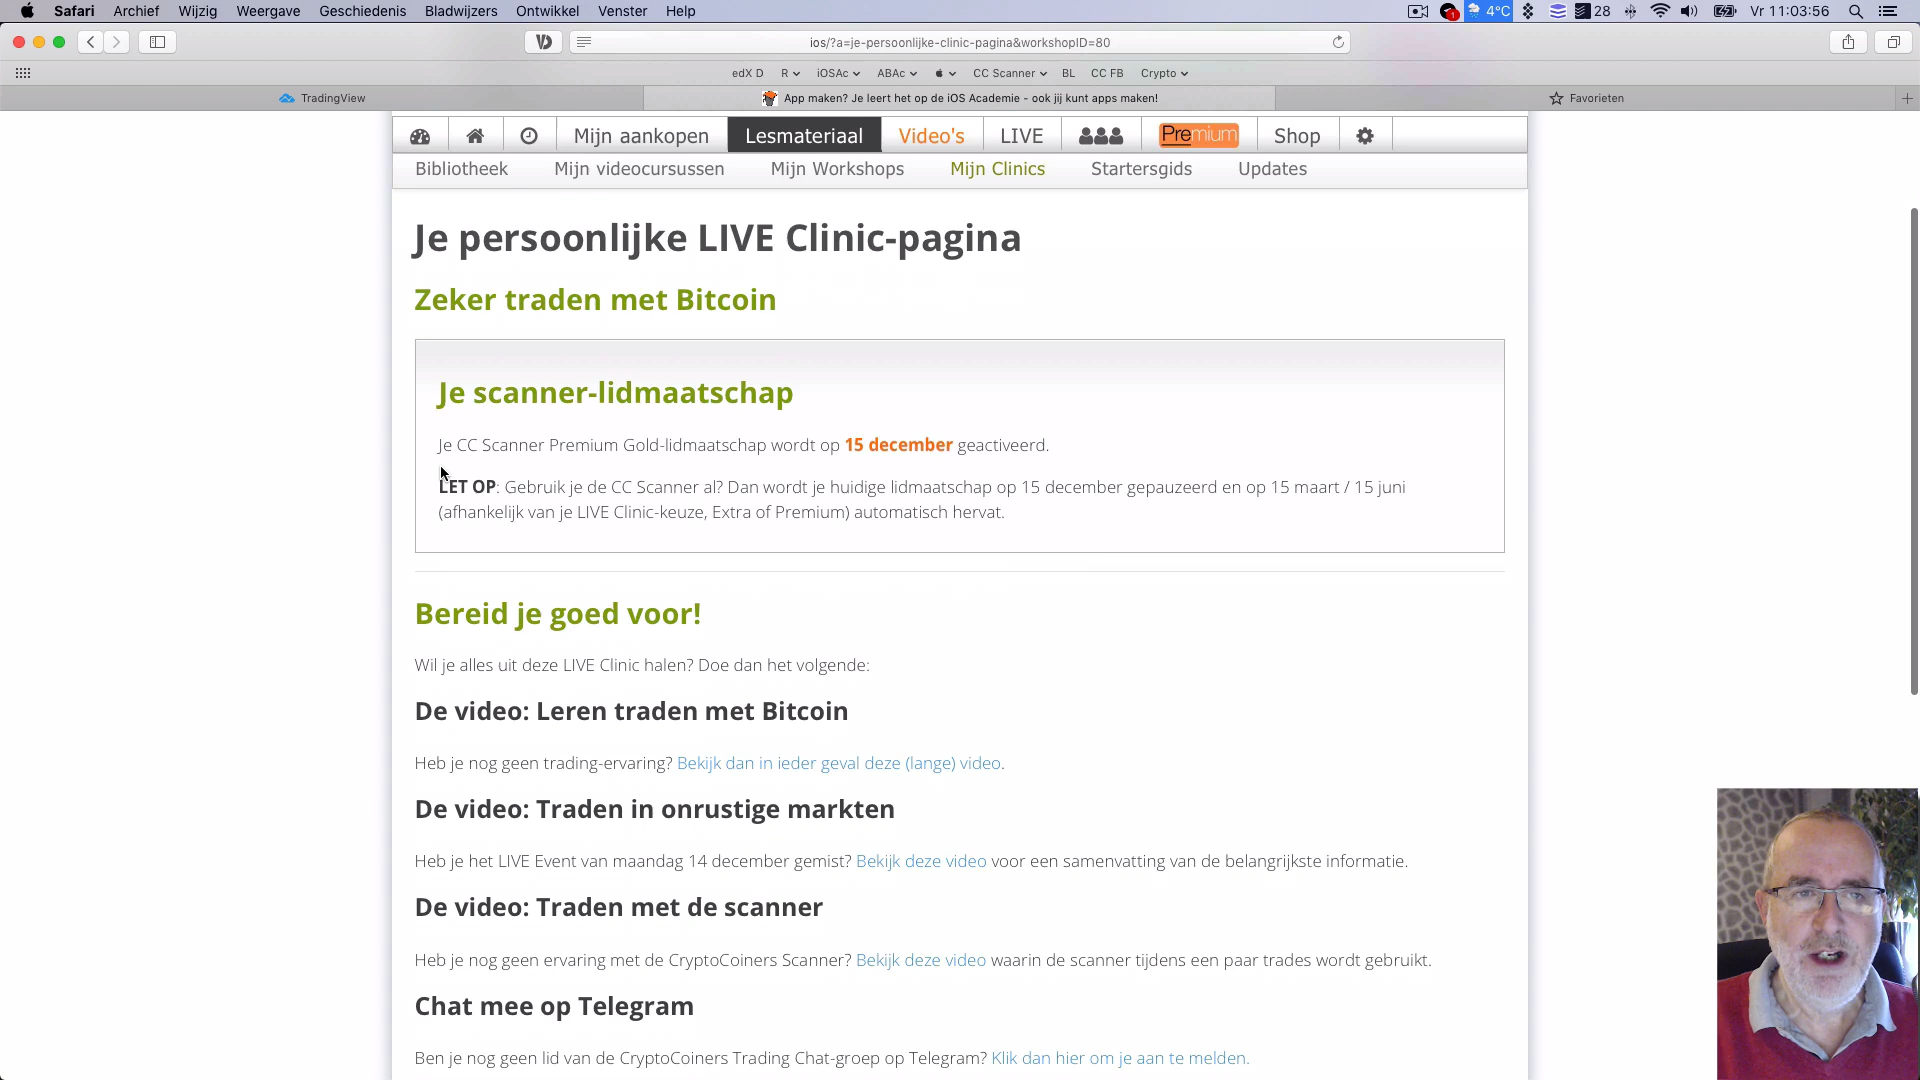 Safari Archief Wijzig Weergave Geschiedenis Bladwijzers Ontwikkel Venster Help 1 4°C 28 Vr 11:03:56
ios/?a=je-persoonlijke-clinic-pagina&workshopID=80
edX D R iOSAc ABAc CC Scanner BL CC FB Crypto
TradingView App maken? Je leert het op de iOS Academie - ook jij kunt apps maken! Favorieten
Mijn aankopen Lesmateriaal Video's LIVE Premium Shop
Bibliotheek Mijn videocursussen Mijn Workshops Mijn Clinics Startersgids Updates
Je persoonlijke LIVE Clinic-pagina
Zeker traden met Bitcoin
Je scanner-lidmaatschap
Je CC Scanner Premium Gold-lidmaatschap wordt op 15 december geactiveerd.
LET OP: Gebruik je de CC Scanner al? Dan wordt je huidige lidmaatschap op 15 december gepauzeerd en op 15 maart / 15 juni
(afhankelijk van je LIVE Clinic-keuze, Extra of Premium) automatisch hervat.
Bereid je goed voor!
Wil je alles uit deze LIVE Clinic halen? Doe dan het volgende:
De video: Leren traden met Bitcoin
Heb je nog geen trading-ervaring? Bekijk dan in ieder geval deze (lange) video.
De video: Traden in onrustige markten
Heb je het LIVE Event van maandag 14 december gemist? Bekijk deze video voor een samenvatting van de belangrijkste informatie.
De video: Traden met de scanner
Heb je nog geen ervaring met de CryptoCoiners Scanner? Bekijk deze video waarin de scanner tijdens een paar trades wordt gebruikt.
Chat mee op Telegram
Ben je nog geen lid van de CryptoCoiners Trading Chat-groep op Telegram? Klik dan hier om je aan te melden.